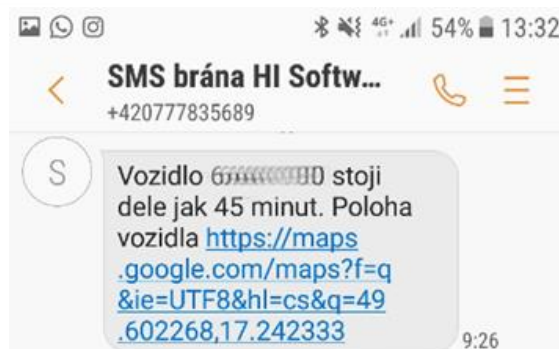 4G+ 54% 13:32
SMS brána HI Softw...
+420777835689
S
Vozidlo stoji
dele jak 45 minut. Poloha
vozidla https://maps
.google.com/maps?f=q
&ie=UTF8&hl=cs&q=49
.602268,17.242333
9:26